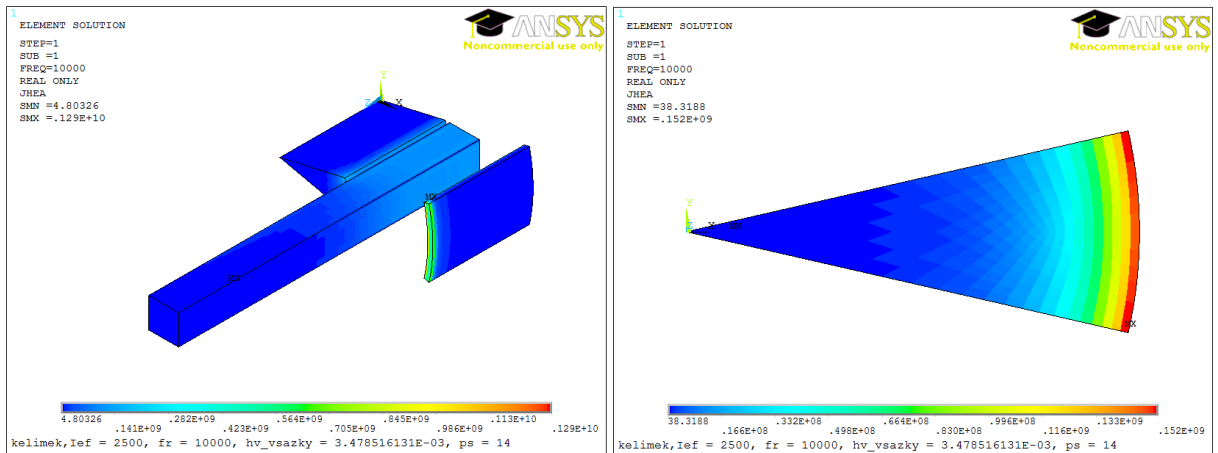 1
ELEMENT SOLUTION
ANSYS
Noncommercial use only
STEP=1
SUB =1
FREQ=10000
REAL ONLY
JHEA
SMN =4.80326
SMX =.129E+10
Y
Z X
MX
MN
4.80326 .282E+09 .564E+09 .845E+09 .113E+10
.141E+09 .423E+09 .705E+09 .986E+09 .129E+10
kelimek,Ief = 2500, fr = 10000, hv_vsazky = 3.478516131E-03, ps = 14
1
ELEMENT SOLUTION
ANSYS
Noncommercial use only
STEP=1
SUB =1
FREQ=10000
REAL ONLY
JHEA
SMN =38.3188
SMX =.152E+09
Y
Z X MN
MX
38.3188 .332E+08 .664E+08 .996E+08 .133E+09
.166E+08 .498E+08 .830E+08 .116E+09 .152E+09
kelimek,Ief = 2500, fr = 10000, hv_vsazky = 3.478516131E-03, ps = 14